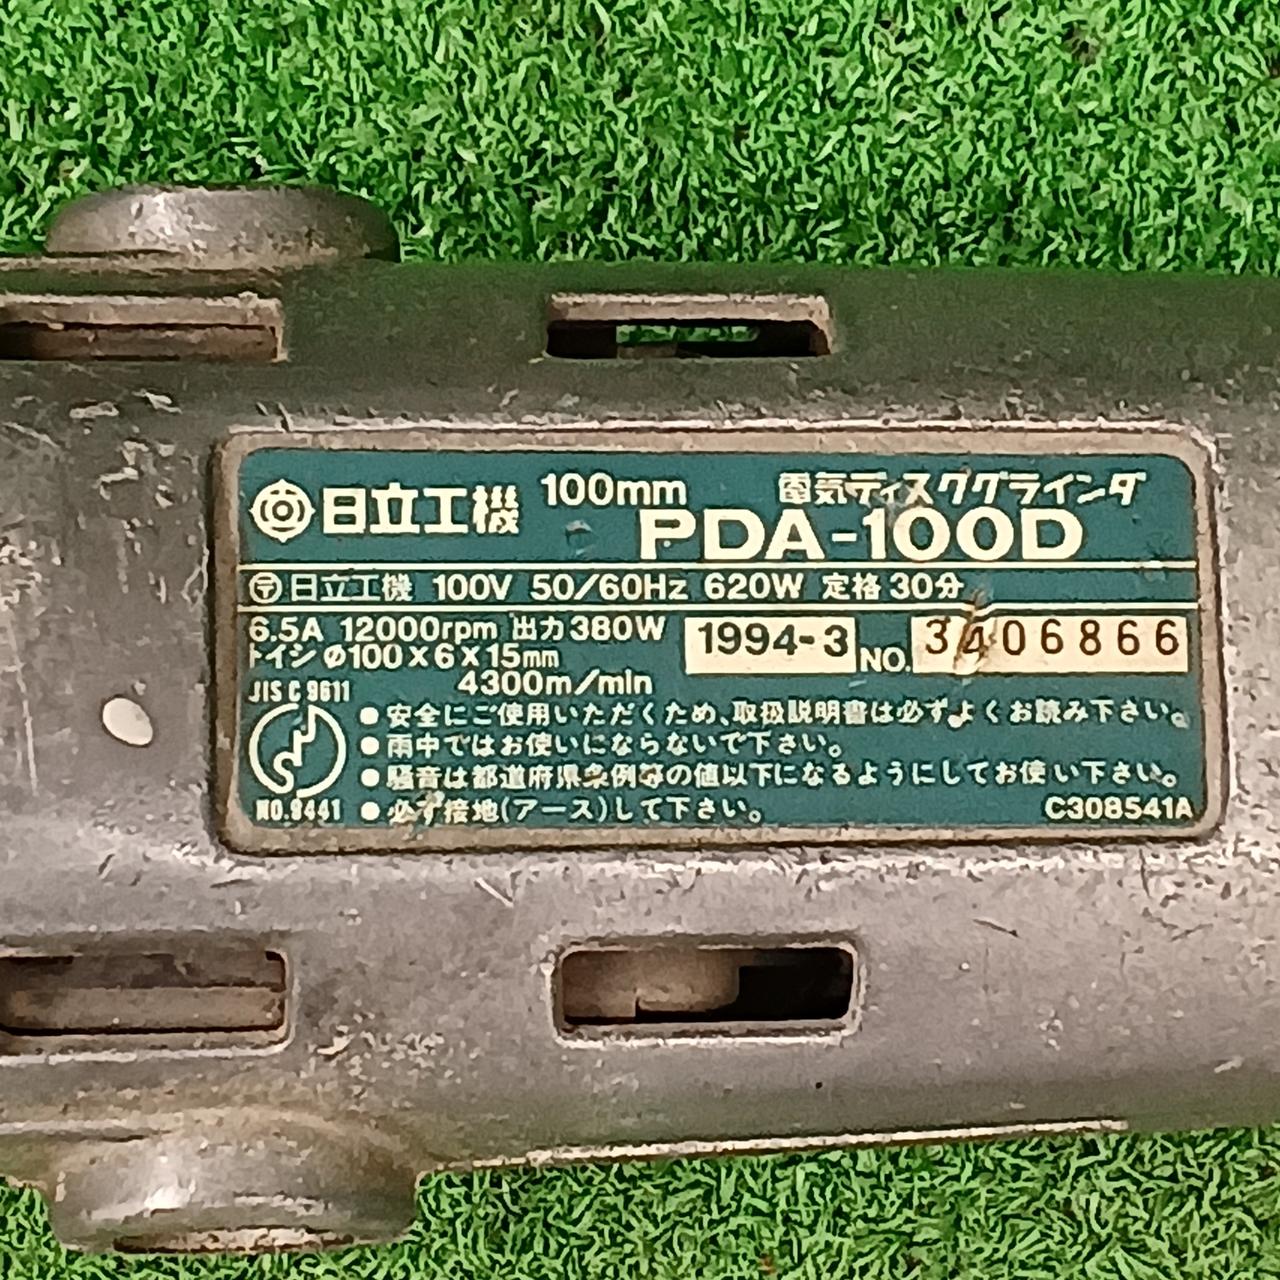 日立工機 100mm 電気ディスクグラインダ
PDA-100D
〒 日立工機 100V 50/60Hz 620W 定格30分
6.5A 12000rpm 出力380W 1994-3 NO. 3406866
トイシ φ100×6×15mm
4300m/min
JIS C 9611
●安全にご使用いただくため、取扱説明書は必ずよくお読み下さい。
●雨中ではお使いにならないで下さい。
●騒音は都道府県条例等の値以下になるようにしてお使い下さい。
NO.8441 ●必ず接地(アース)して下さい。 C308541A